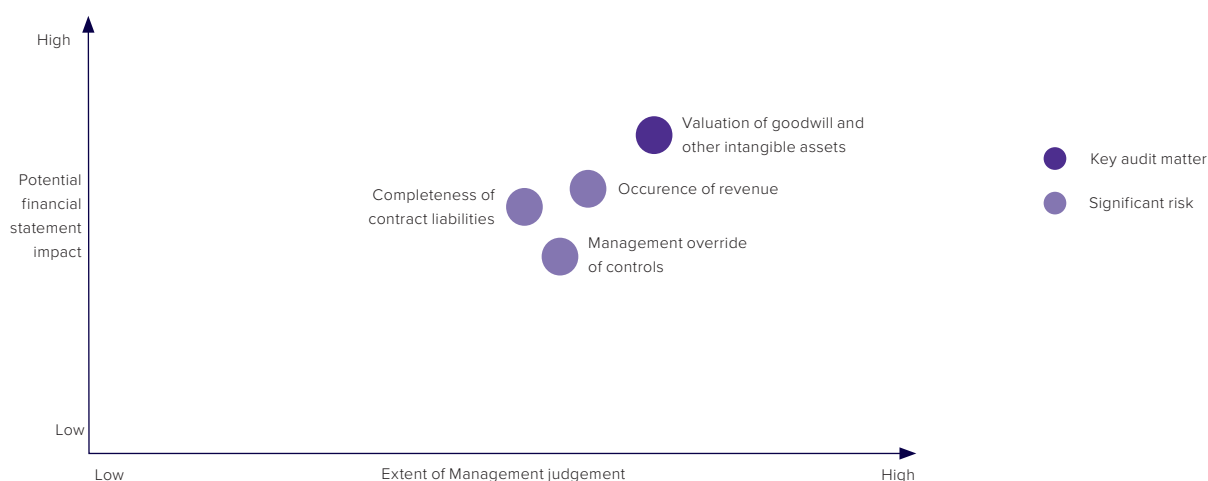 High
Potential
financial
statement
impact
Low
Valuation of goodwill and
other intangible assets
Occurence of revenue
Completeness of
contract liabilities
Management override
of controls
Low
Extent of Management judgement
High
Key audit matter
Significant risk